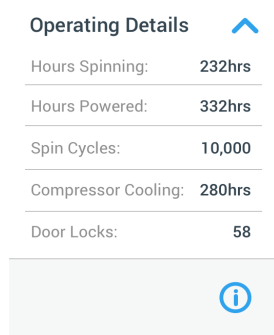 Operating Details
Hours Spinning: 232hrs
Hours Powered: 332hrs
Spin Cycles: 10,000
Compressor Cooling: 280hrs
Door Locks: 58